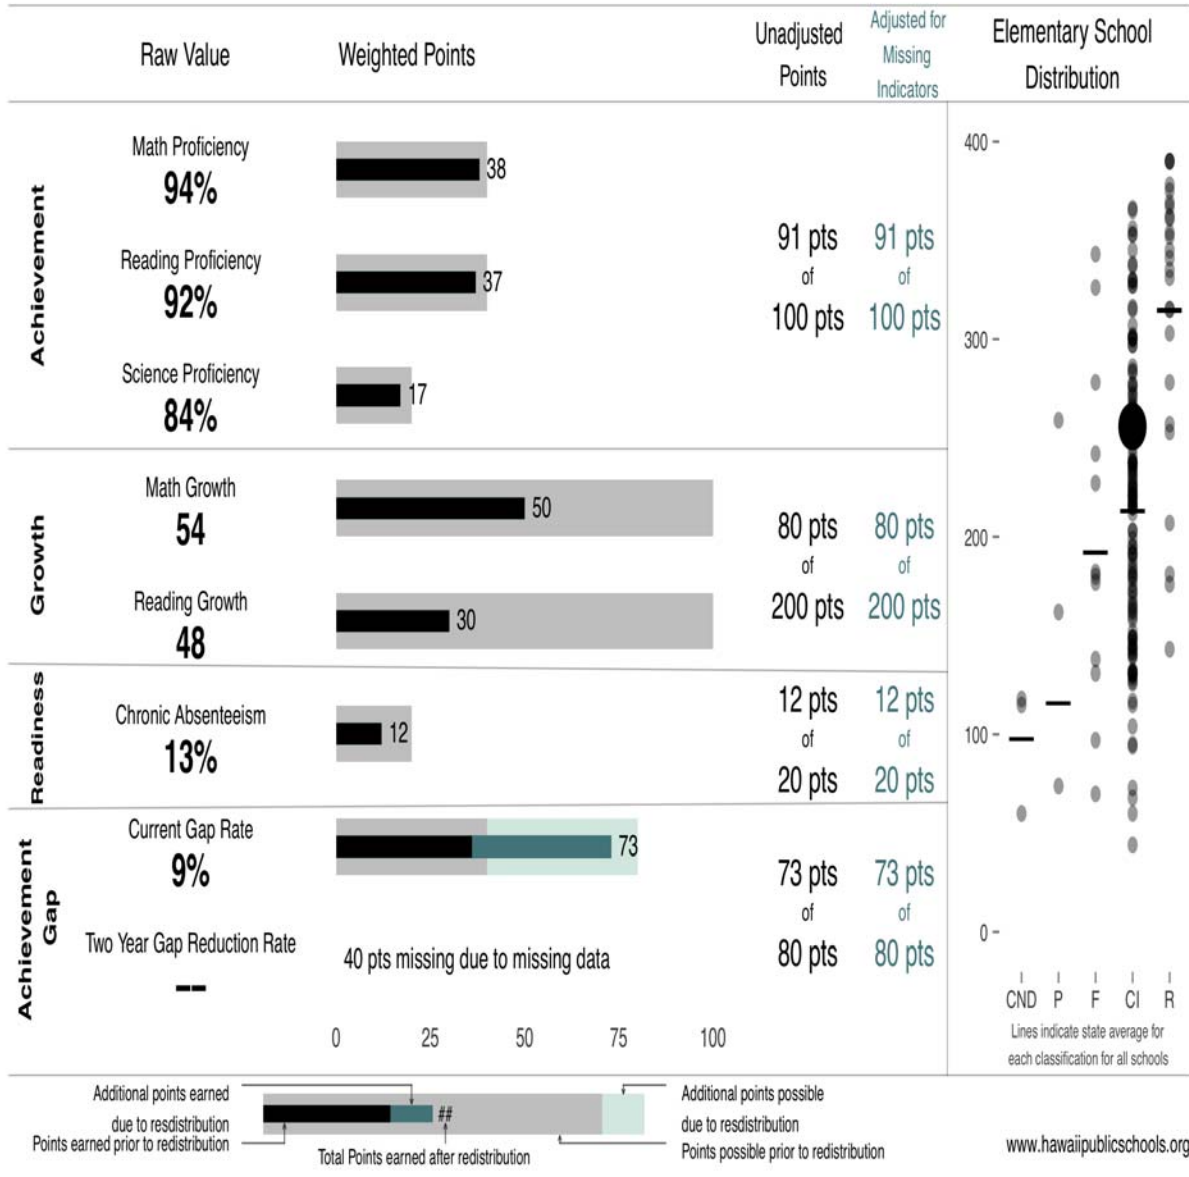 Raw Value
Weighted Points
Unadjusted
Points
Adjusted for
Missing
Indicators
Elementary School
Distribution
Achievement
Math Proficiency
94%
38
Reading Proficiency
92%
37
Science Proficiency
84%
17
91 pts
of
100 pts
91 pts
of
100 pts
Growth
Math Growth
54
50
Reading Growth
48
30
80 pts
of
200 pts
80 pts
of
200 pts
Readiness
Chronic Absenteeism
13%
12
12 pts
of
20 pts
12 pts
of
20 pts
Achievement
Gap
Current Gap Rate
9%
73
Two Year Gap Reduction Rate
--
40 pts missing due to missing data
73 pts
of
80 pts
73 pts
of
80 pts
0 25 50 75 100
400
300
200
100
0
CND P F CI R
Lines indicate state average for
each classification for all schools
Additional points earned
due to resdistribution
Points earned prior to redistribution
##
Total Points earned after redistribution
Additional points possible
due to resdistribution
Points possible prior to redistribution
www.hawaiipublicschools.org